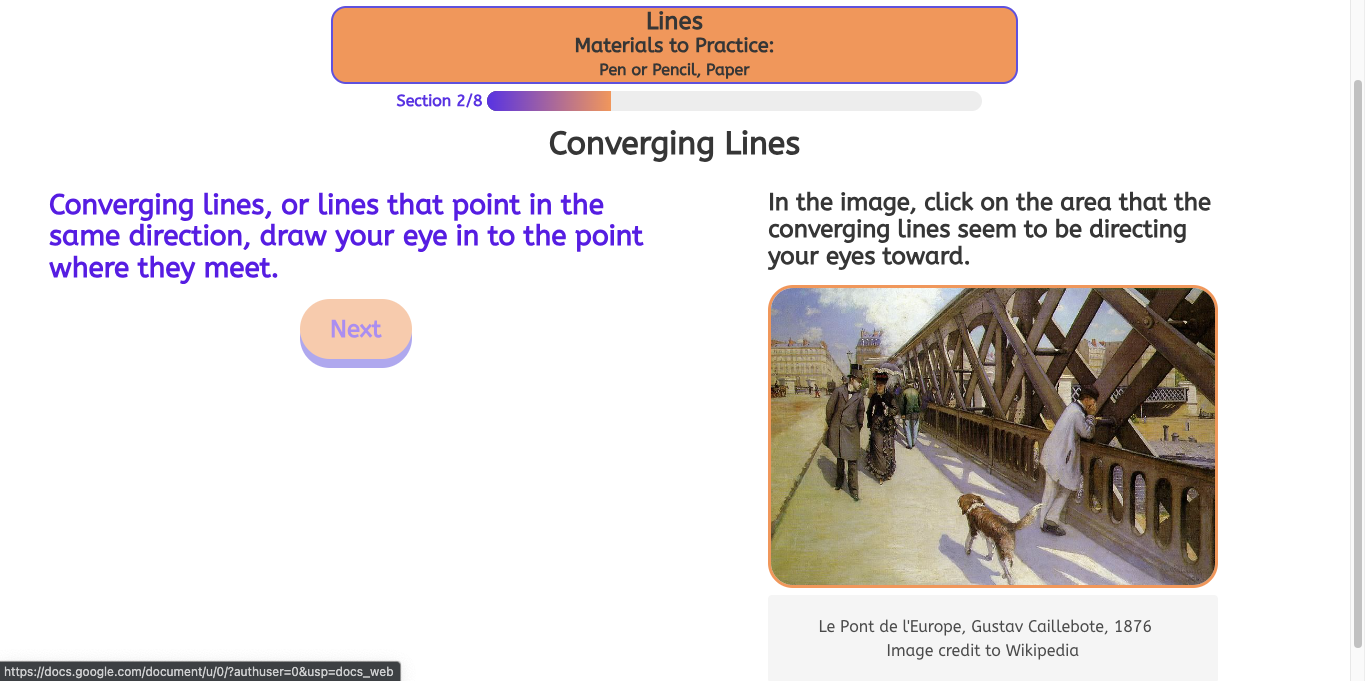 Lines
Materials to Practice:
Pen or Pencil, Paper
Section 2/8
Converging Lines
Converging lines, or lines that point in the
same direction, draw your eye in to the point
where they meet.
Next
In the image, click on the area that the
converging lines seem to be directing
your eyes toward.
Le Pont de l'Europe, Gustav Caillebote, 1876
Image credit to Wikipedia
https://docs.google.com/document/u/0/?authuser=0&usp=docs_web